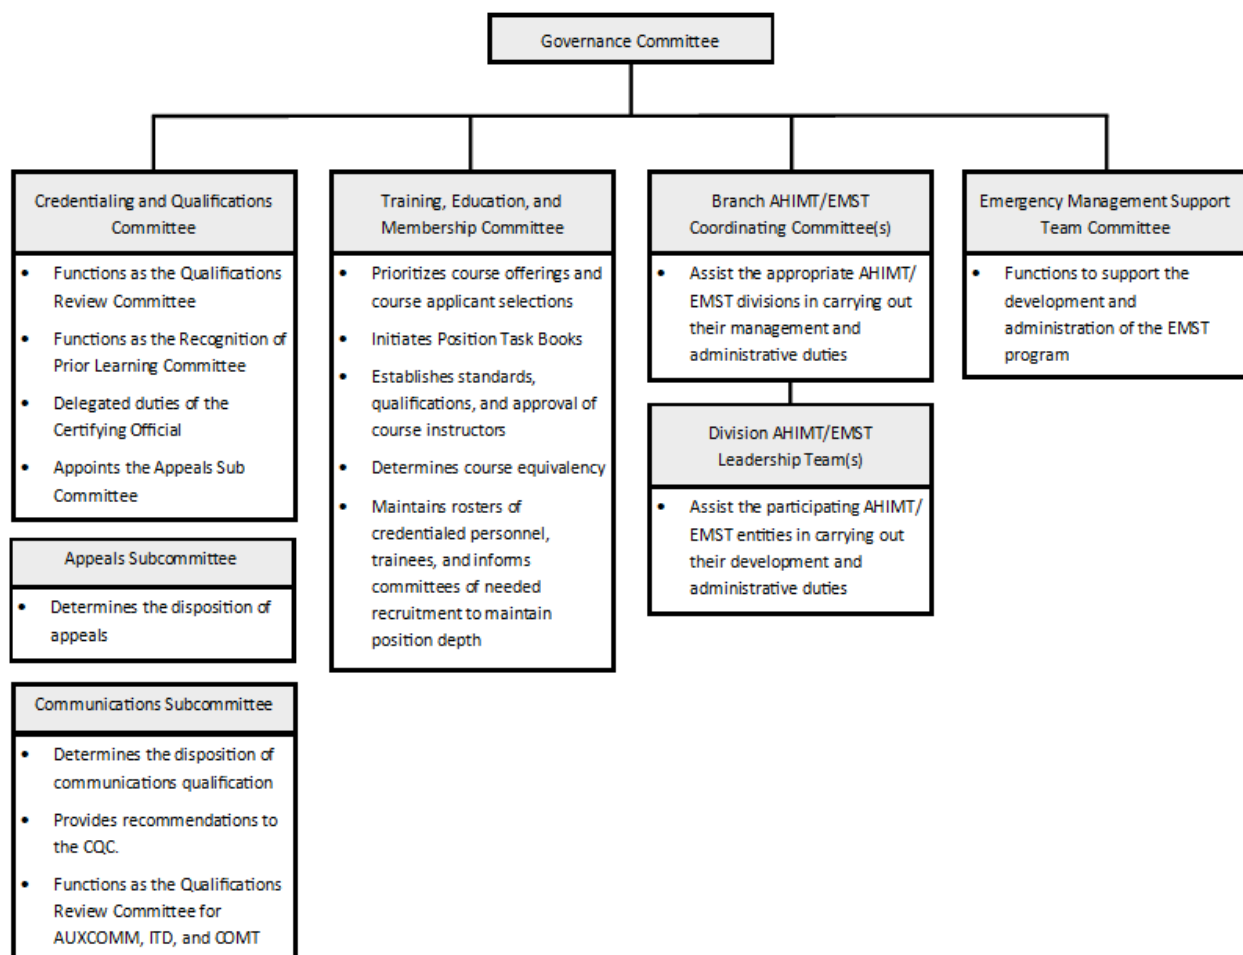 Governance Committee
Credentialing and Qualifications
Committee
• Functions as the Qualifications
Review Committee
• Functions as the Recognition of
Prior Learning Committee
• Delegated duties of the
Certifying Official
• Appoints the Appeals Sub
Committee
Appeals Subcommittee
• Determines the disposition of
appeals
Communications Subcommittee
• Determines the disposition of
communications qualification
• Provides recommendations to
the CQC.
• Functions as the Qualifications
Review Committee for
AUXCOMM, ITD, and COMT
Training, Education, and
Membership Committee
• Prioritizes course offerings and
course applicant selections
• Initiates Position Task Books
• Establishes standards,
qualifications, and approval of
course instructors
• Determines course equivalency
• Maintains rosters of
credentialed personnel,
trainees, and informs
committees of needed
recruitment to maintain
position depth
Branch AHIMT/EMST
Coordinating Committee(s)
• Assist the appropriate AHIMT/
EMST divisions in carrying out
their management and
administrative duties
Division AHIMT/EMST
Leadership Team(s)
• Assist the participating AHIMT/
EMST entities in carrying out
their development and
administrative duties
Emergency Management Support
Team Committee
• Functions to support the
development and
administration of the EMST
program